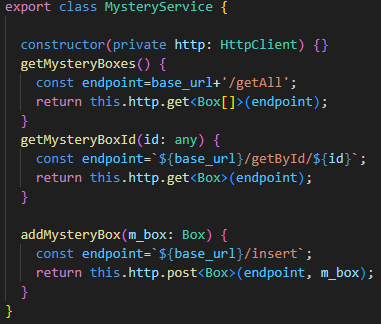 export class MysteryService {
constructor(private http: HttpClient) {}
getMysteryBoxes() {
const endpoint=base_url+'/getAll';
return this.http.get<Box[]>(endpoint);
}
getMysteryBoxId(id: any) {
const endpoint=`${base_url}/getById/${id}`;
return this.http.get<Box>(endpoint);
}
addMysteryBox(m_box: Box) {
const endpoint=`${base_url}/insert`;
return this.http.post<Box>(endpoint, m_box);
}
}